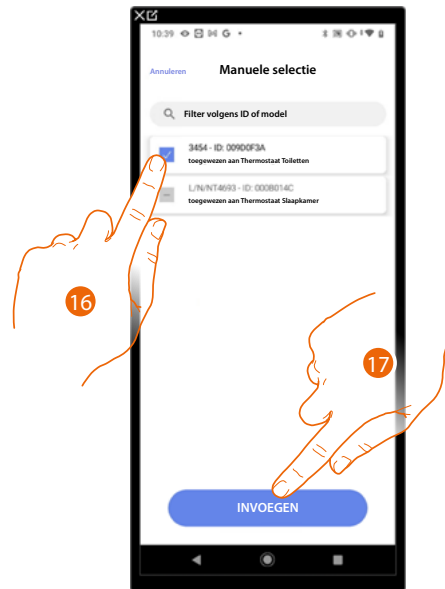 10:39 G
Annuleren Manuele selectie
Filter volgens ID of model
3454 - ID: 009D0F3A
toegewezen aan Thermostaat Toiletten
L/N/NT4693 - ID: 000B014C
toegewezen aan Thermostaat Slaapkamer
16
17
INVOEGEN